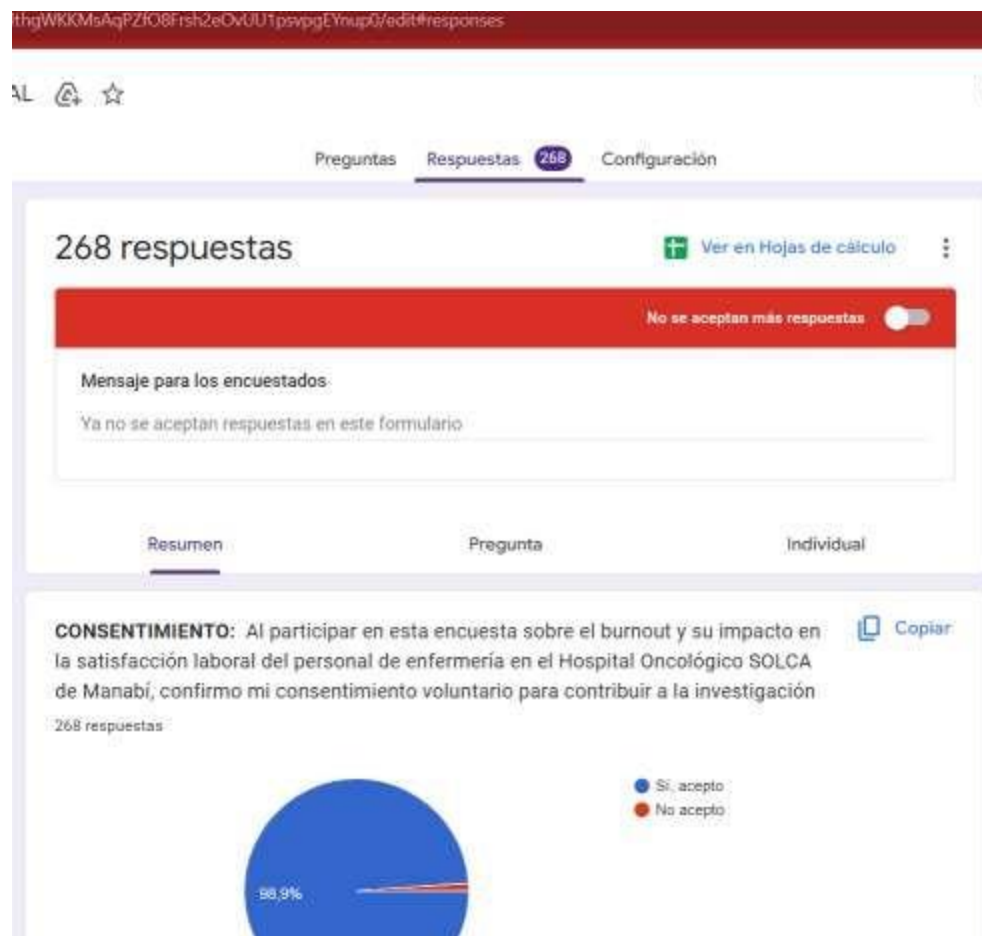 thgWKKMsAqPZfO8Frsh2eOvUU1psvpgEYnup0/edit#responses
AL
Preguntas Respuestas 268 Configuración
268 respuestas Ver en Hojas de cálculo
No se aceptan más respuestas
Mensaje para los encuestados
Ya no se aceptan respuestas en este formulario
Resumen Pregunta Individual
CONSENTIMIENTO: Al participar en esta encuesta sobre el burnout y su impacto en Copiar
la satisfacción laboral del personal de enfermería en el Hospital Oncológico SOLCA
de Manabí, confirmo mi consentimiento voluntario para contribuir a la investigación
268 respuestas
Sí, acepto
No acepto
98,9%